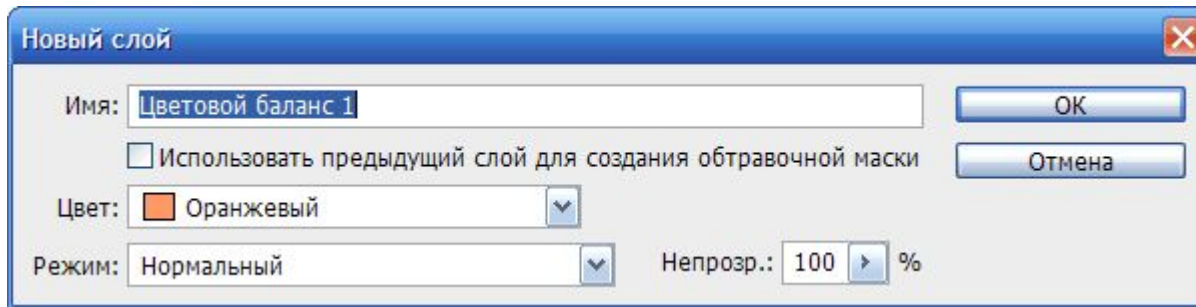 Новый слой
Имя: Цветовой баланс 1
OK
Использовать предыдущий слой для создания обтравочной маски
Отмена
Цвет: Оранжевый
Режим: Нормальный
Непрозр.: 100 %